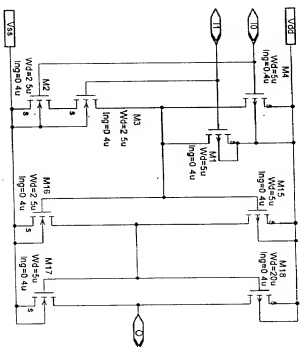 Vss
I1
I0
Vdd
M2
Wd=2 5u
lng=0 4u
s
s
M3
Wd=2 5u
lng=0 4u
M4
Wd=5u
lng=0 4u
s
M1
Wd=5u
lng=0 4u
s
M16
Wd=2 5u
lng=0 4u
s
M15
Wd=5u
lng=0 4u
s
M17
Wd=5u
lng=0 4u
s
M18
Wd=20u
lng=0 4u
s
O